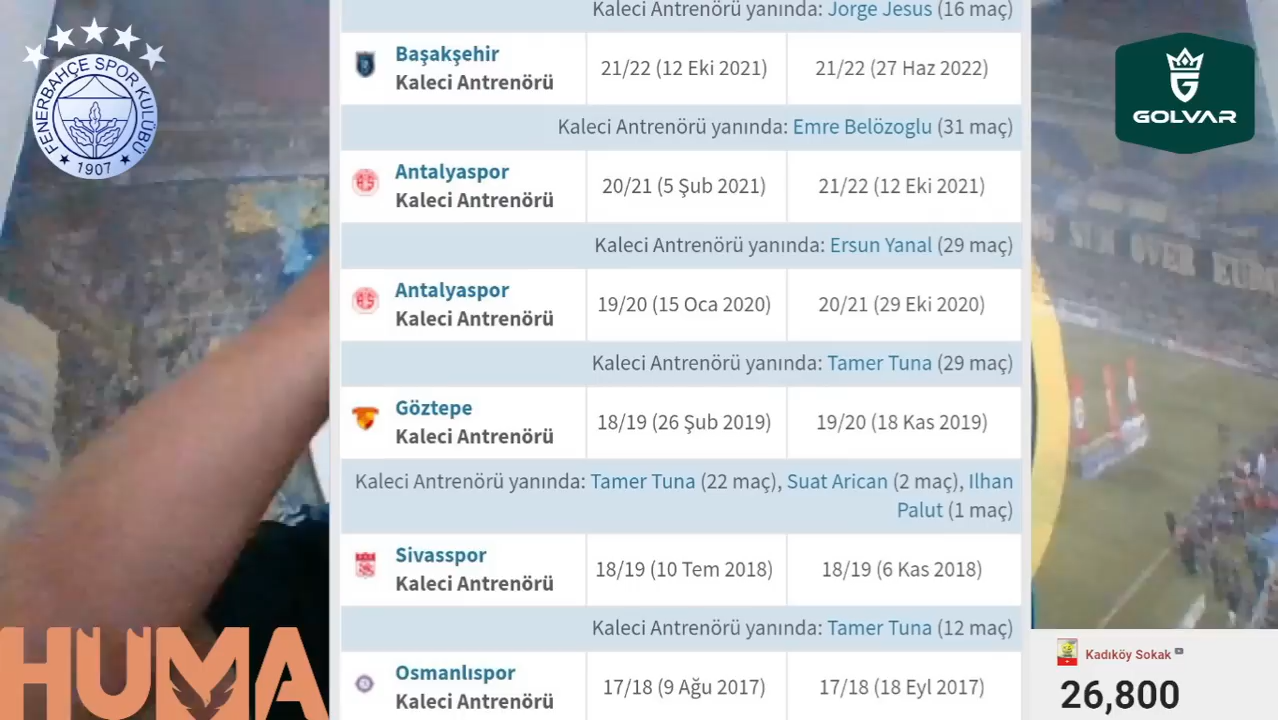 Kaleci Antrenörü yanında: Jorge Jesus (16 maç)
Başakşehir
Kaleci Antrenörü
21/22 (12 Eki 2021)
21/22 (27 Haz 2022)
Kaleci Antrenörü yanında: Emre Belözoglu (31 maç)
Antalyaspor
Kaleci Antrenörü
20/21 (5 Şub 2021)
21/22 (12 Eki 2021)
Kaleci Antrenörü yanında: Ersun Yanal (29 maç)
Antalyaspor
Kaleci Antrenörü
19/20 (15 Oca 2020)
20/21 (29 Eki 2020)
Kaleci Antrenörü yanında: Tamer Tuna (29 maç)
Göztepe
Kaleci Antrenörü
18/19 (26 Şub 2019)
19/20 (18 Kas 2019)
Kaleci Antrenörü yanında: Tamer Tuna (22 maç), Suat Arican (2 maç), Ilhan
Palut (1 maç)
Sivasspor
Kaleci Antrenörü
18/19 (10 Tem 2018)
18/19 (6 Kas 2018)
Kaleci Antrenörü yanında: Tamer Tuna (12 maç)
Osmanlıspor
Kaleci Antrenörü
17/18 (9 Ağu 2017)
17/18 (18 Eyl 2017)
FENERBAHÇE SPOR KULÜBÜ
1907
HUMA
GOLVAR
OVER
Kadıköy Sokak
26,800